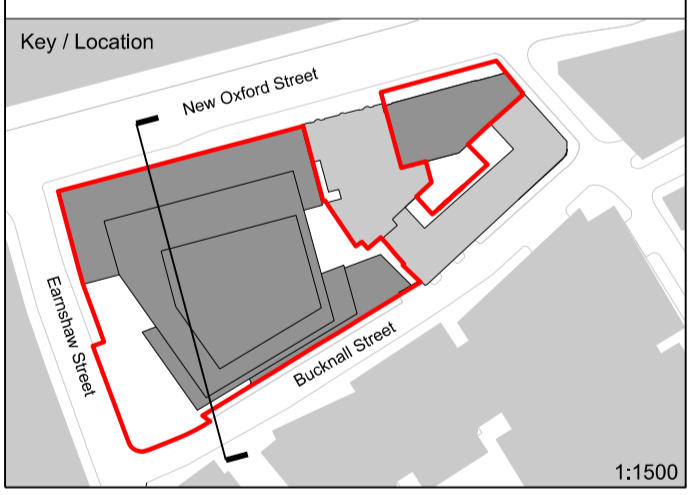 Key / Location
New Oxford Street
Earnshaw Street
Bucknall Street
1:1500